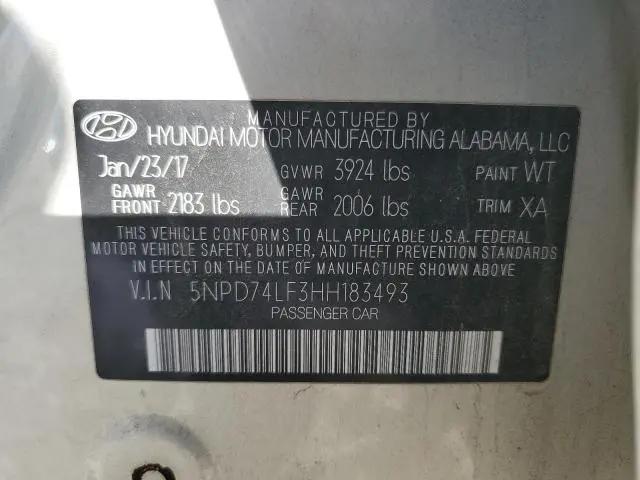 MANUFACTURED BY
HYUNDAI MOTOR MANUFACTURING ALABAMA, LLC
Jan/23/17 GVWR 3924 lbs PAINT WT
GAWR FRONT 2183 lbs GAWR REAR 2006 lbs TRIM XA
THIS VEHICLE CONFORMS TO ALL APPLICABLE U.S.A. FEDERAL
MOTOR VEHICLE SAFETY, BUMPER, AND THEFT PREVENTION STANDARDS
IN EFFECT ON THE DATE OF MANUFACTURE SHOWN ABOVE
V.I.N 5NPD74LF3HH183493
PASSENGER CAR